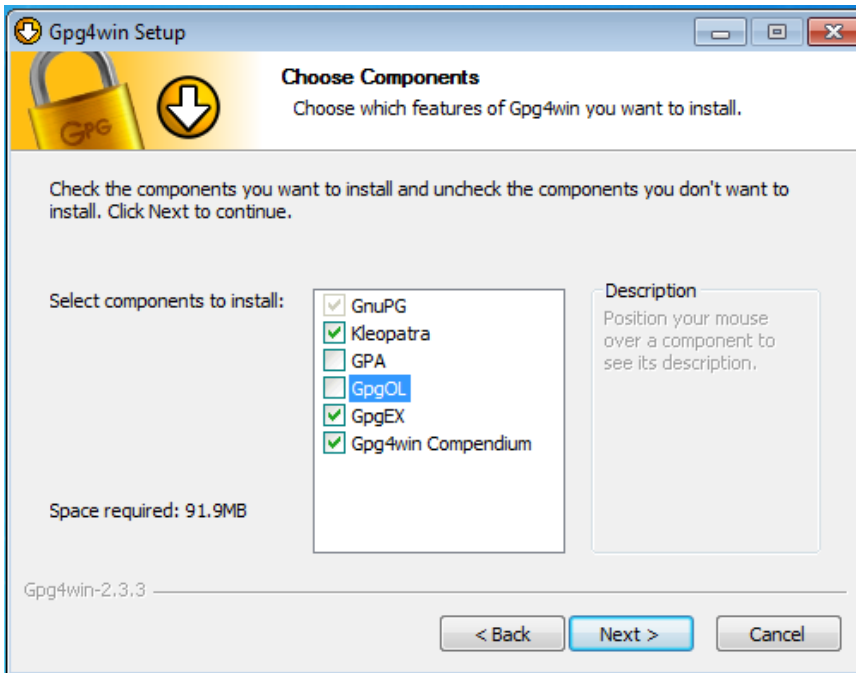 Gpg4win Setup
GPG
Choose Components
Choose which features of Gpg4win you want to install.
Check the components you want to install and uncheck the components you don't want to
install. Click Next to continue.
Select components to install:
GnuPG
Kleopatra
GPA
GpgOL
GpgEX
Gpg4win Compendium
Description
Position your mouse
over a component to
see its description.
Space required: 91.9MB
Gpg4win-2.3.3
< Back
Next >
Cancel